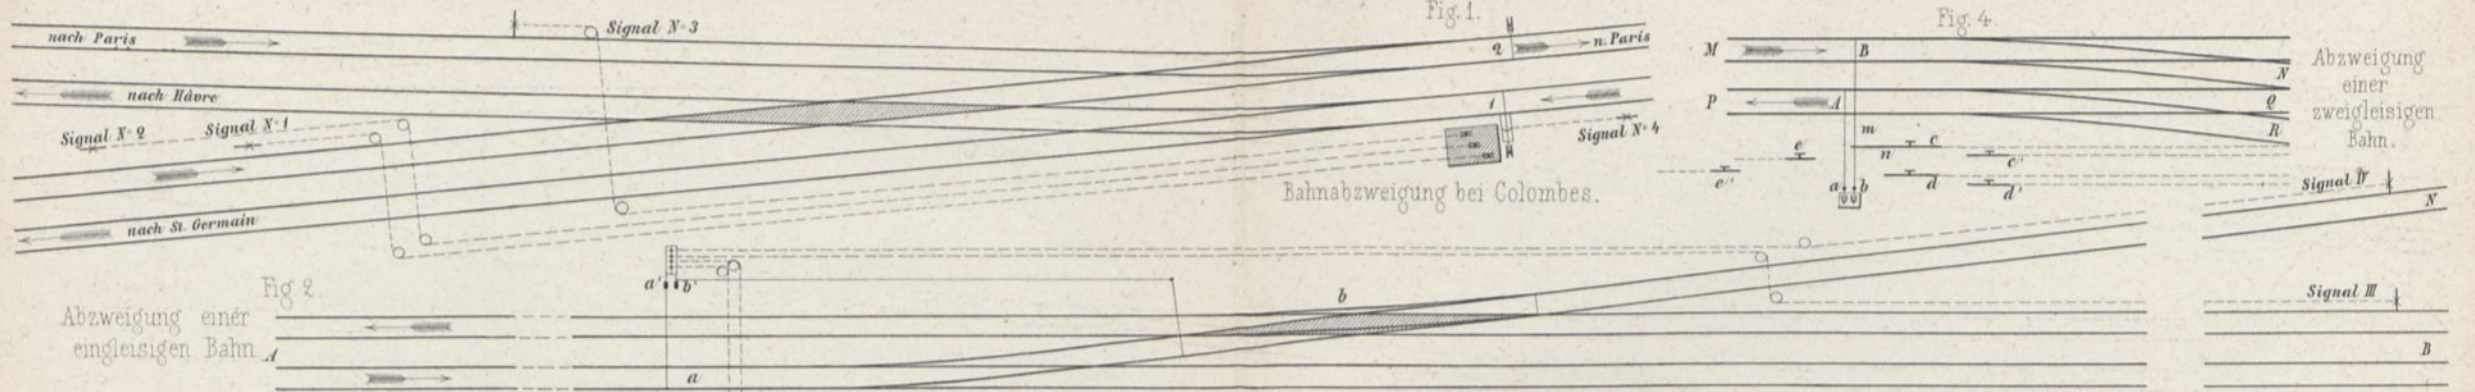 Fig. 1.
nach Paris
Signal Nº 3
2
n. Paris
nach Hâvre
1
Signal Nº 2
Signal Nº 1
Signal Nº 4
nach St. Germain
Bahnabzweigung bei Colombes.
Fig. 4.
M
B
N
P
A
Q
m
R
n
c
c'
e
e'
d
d'
a
b
Abzweigung
einer
zweigleisigen
Bahn.
Fig 2.
Abzweigung einer
eingleisigen Bahn
A
a'
b'
a
b
Signal IV
N
Signal III
B